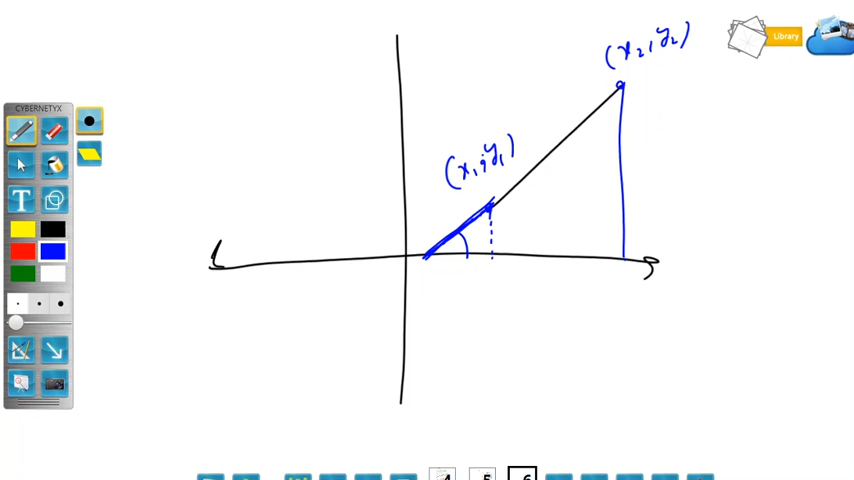 Library
(x₂, y₂)
CYBERNETYX
(x₁, y₁)
T
4 5 6